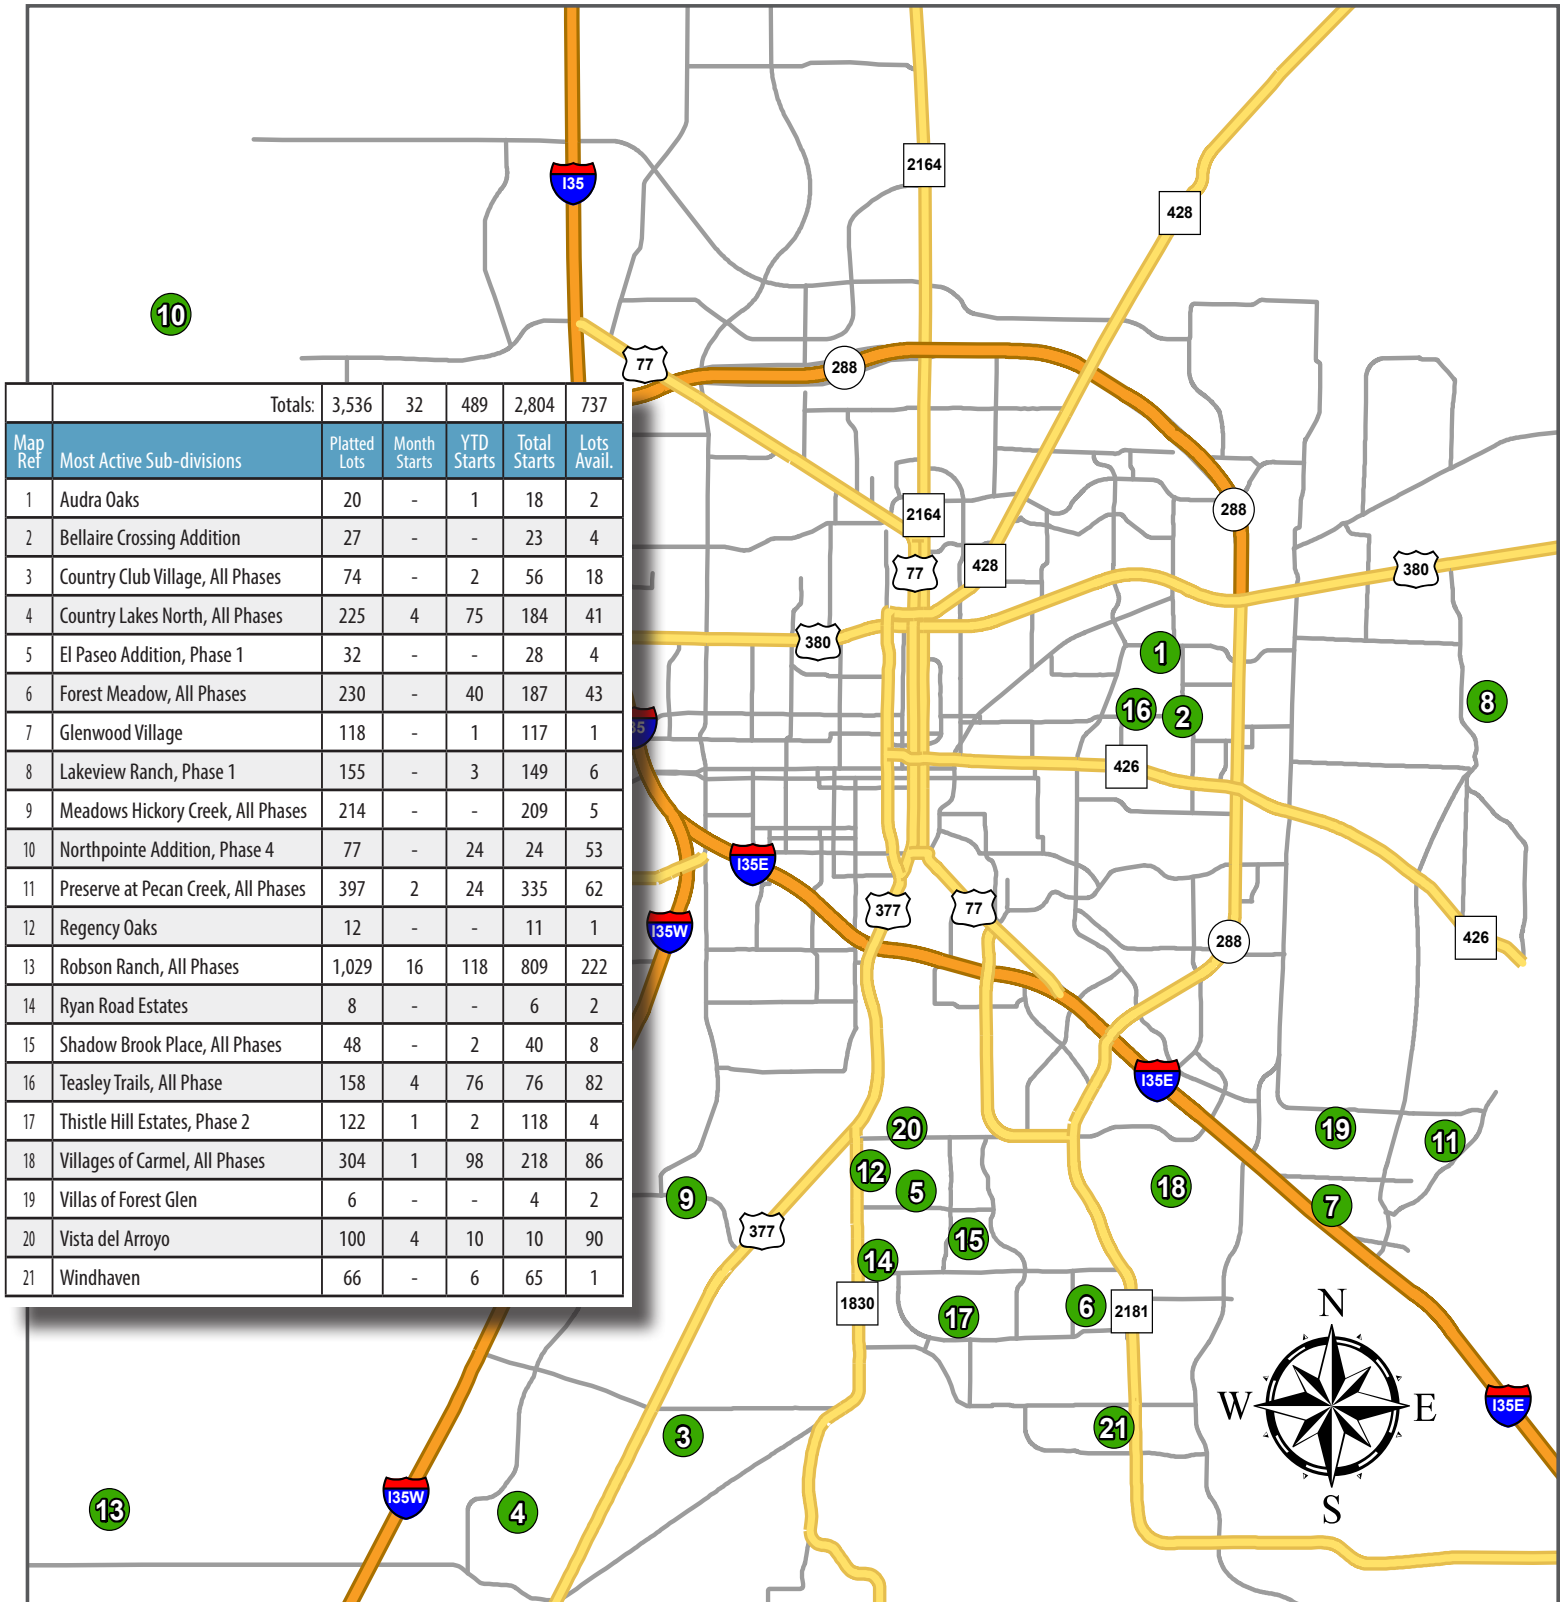 I35
2164
428
10
77
288
Totals: 3,536 32 489 2,804 737
Map Ref Most Active Sub-divisions Platted Lots Month Starts YTD Starts Total Starts Lots Avail.
1 Audra Oaks 20 - 1 18 2
2 Bellaire Crossing Addition 27 - - 23 4
3 Country Club Village, All Phases 74 - 2 56 18
4 Country Lakes North, All Phases 225 4 75 184 41
5 El Paseo Addition, Phase 1 32 - - 28 4
6 Forest Meadow, All Phases 230 - 40 187 43
7 Glenwood Village 118 - 1 117 1
8 Lakeview Ranch, Phase 1 155 - 3 149 6
9 Meadows Hickory Creek, All Phases 214 - - 209 5
10 Northpointe Addition, Phase 4 77 - 24 24 53
11 Preserve at Pecan Creek, All Phases 397 2 24 335 62
12 Regency Oaks 12 - - 11 1
13 Robson Ranch, All Phases 1,029 16 118 809 222
14 Ryan Road Estates 8 - - 6 2
15 Shadow Brook Place, All Phases 48 - 2 40 8
16 Teasley Trails, All Phase 158 4 76 76 82
17 Thistle Hill Estates, Phase 2 122 1 2 118 4
18 Villages of Carmel, All Phases 304 1 98 218 86
19 Villas of Forest Glen 6 - - 4 2
20 Vista del Arroyo 100 4 10 10 90
21 Windhaven 66 - 6 65 1
2164
288
77
428
380
380
1
8
16
2
35
426
I35E
377
77
I35W
426
288
I35E
20
19
11
12
5
18
9
7
377
15
14
1830
17
6
2181
N
W
E
S
I35E
21
3
I35W
13
4